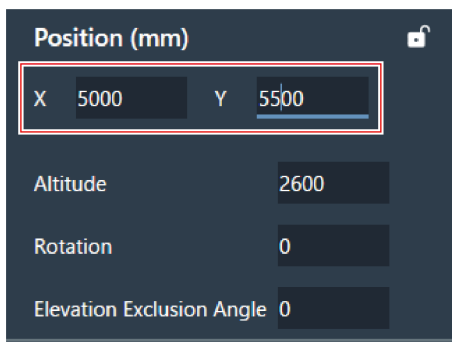 Position (mm)
X 5000 Y 5500
Altitude 2600
Rotation 0
Elevation Exclusion Angle 0